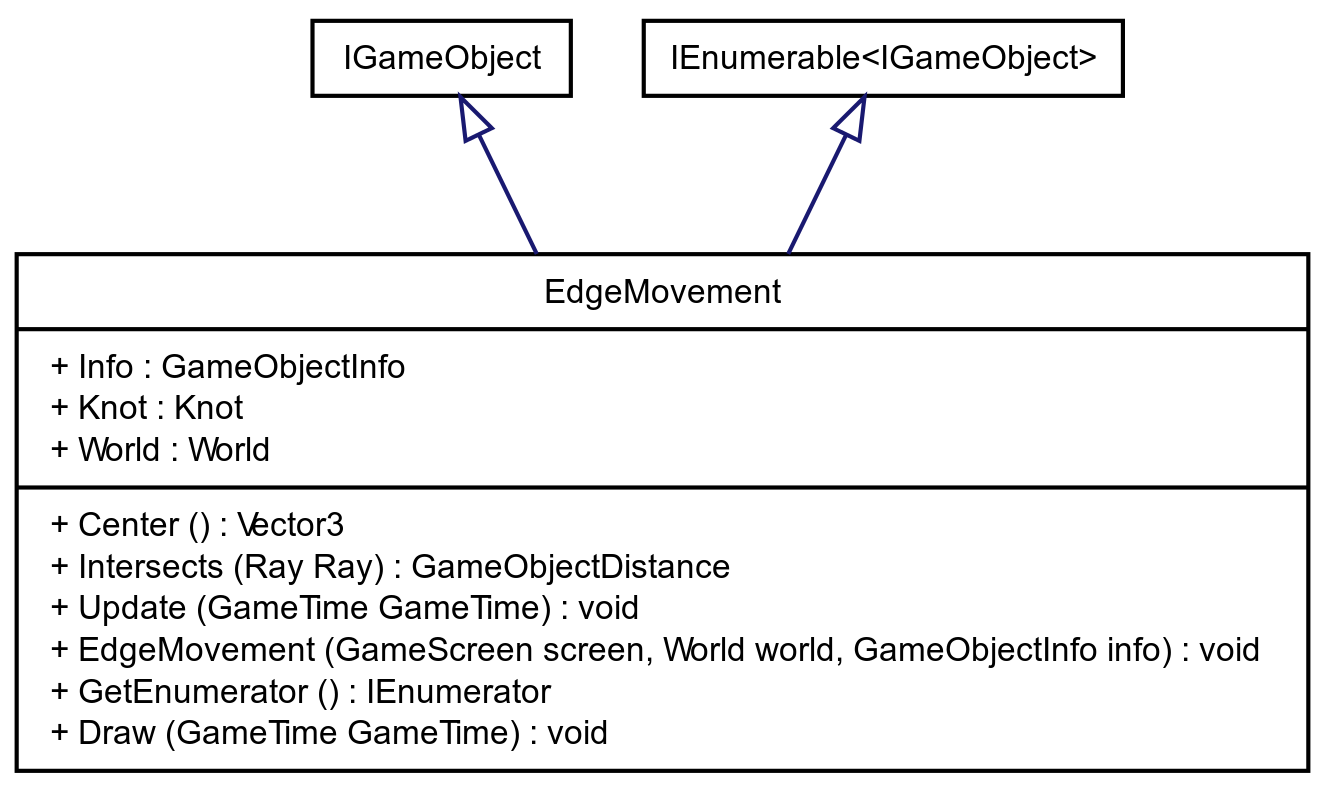 IGameObject
IEnumerable<IGameObject>
EdgeMovement
+ Info : GameObjectInfo
+ Knot : Knot
+ World : World
+ Center () : Vector3
+ Intersects (Ray Ray) : GameObjectDistance
+ Update (GameTime GameTime) : void
+ EdgeMovement (GameScreen screen, World world, GameObjectInfo info) : void
+ GetEnumerator () : IEnumerator
+ Draw (GameTime GameTime) : void